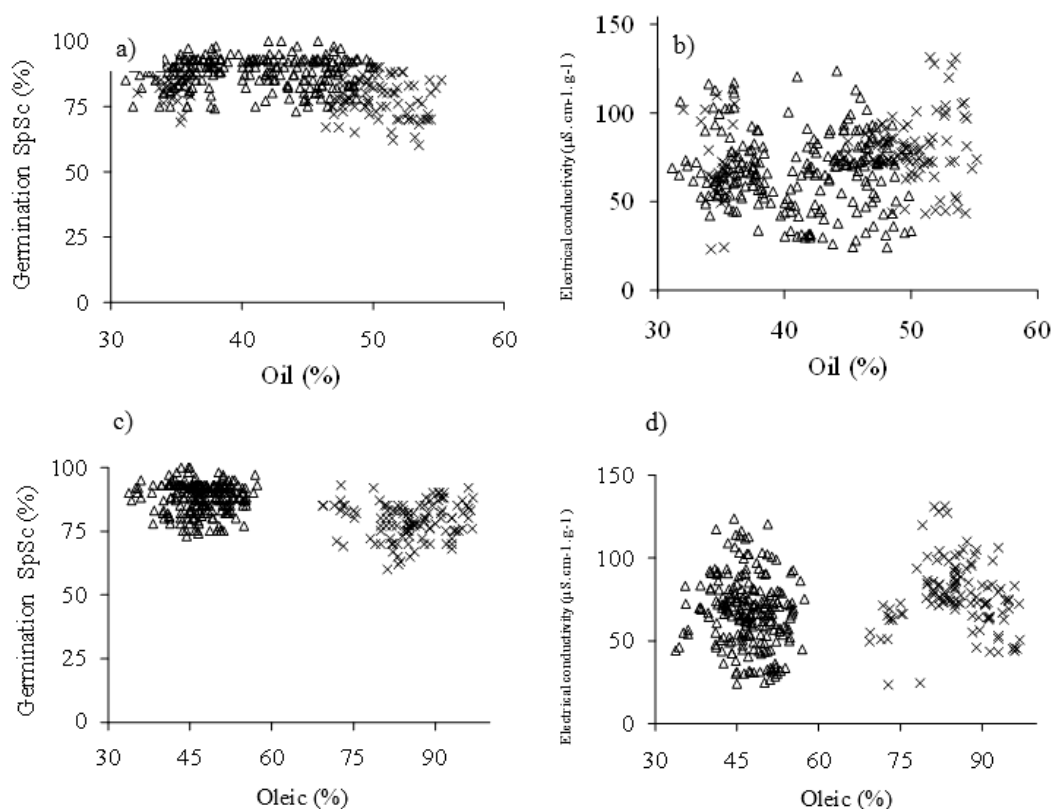 a)
100
75
50
25
0
30 40 50 60
Germination SpSc (%)
Oil (%)
b)
150
100
50
0
30 40 50 60
Electrical conductivity (µS.cm-1.g-1)
Oil (%)
c)
100
75
50
25
0
30 45 60 75 90
Germination SpSc (%)
Oleic (%)
d)
150
100
50
0
30 45 60 75 90
Electrical conductivity (µS.cm-1.g-1)
Oleic (%)